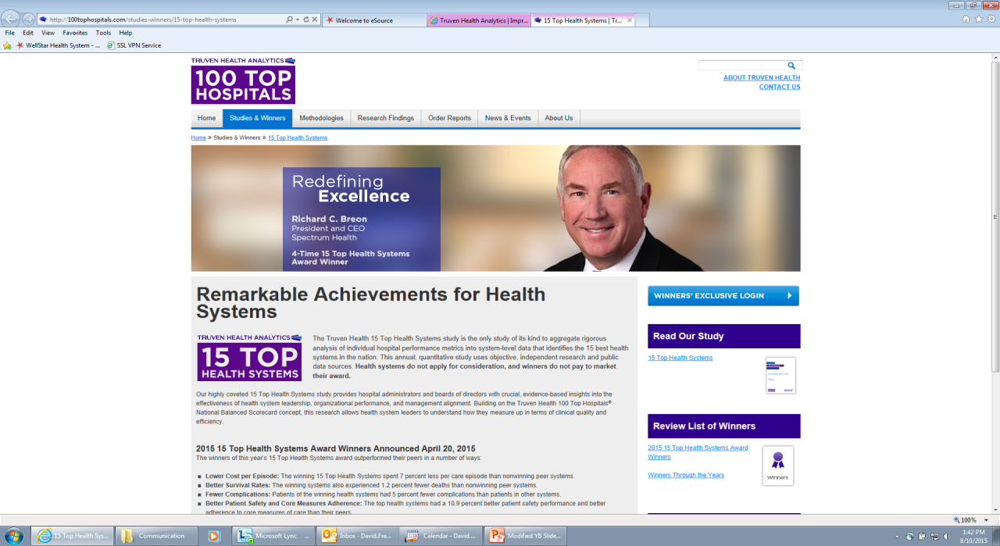 http://100tophospitals.com/studies-winners/15-top-health-systems
Welcome to eSource
Truven Health Analytics | Impr...
15 Top Health Systems | Tr...
File Edit View Favorites Tools Help
WellStar Health System - ...
SSL VPN Service
TRUVEN HEALTH ANALYTICS
100 TOP
HOSPITALS
ABOUT TRUVEN HEALTH
CONTACT US
Home Studies & Winners Methodologies Research Findings Order Reports News & Events About Us
Home » Studies & Winners » 15 Top Health Systems
Redefining
Excellence
Richard C. Breon
President and CEO
Spectrum Health
4-Time 15 Top Health Systems
Award Winner
Remarkable Achievements for Health
Systems
TRUVEN HEALTH ANALYTICS
15 TOP
HEALTH SYSTEMS
The Truven Health 15 Top Health Systems study is the only study of its kind to aggregate rigorous
analysis of individual hospital performance metrics into system-level data that identifies the 15 best health
systems in the nation. This annual, quantitative study uses objective, independent research and public
data sources. Health systems do not apply for consideration, and winners do not pay to market
their award.
Our highly coveted 15 Top Health Systems study provides hospital administrators and boards of directors with crucial, evidence-based insights into the
effectiveness of health system leadership, organizational performance, and management alignment. Building on the Truven Health 100 Top Hospitals®
National Balanced Scorecard concept, this research allows health system leaders to understand how they measure up in terms of clinical quality and
efficiency.
2015 15 Top Health Systems Award Winners Announced April 20, 2015
The winners of this year's 15 Top Health Systems award outperformed their peers in a number of ways:
Lower Cost per Episode: The winning 15 Top Health Systems spent 7 percent less per care episode than nonwinning peer systems.
Better Survival Rates: The winning systems also experienced 1.2 percent fewer deaths than nonwinning peer systems.
Fewer Complications: Patients of the winning health systems had 5 percent fewer complications than patients in other systems.
Better Patient Safety and Core Measures Adherence: The top health systems had a 10.9 percent better patient safety performance and better
adherence to core measures of care than their peers
WINNERS' EXCLUSIVE LOGIN
Read Our Study
15 Top Health Systems
Review List of Winners
2015 15 Top Health Systems Award
Winners
Winners Through the Years
Winners
100%
15 Top Health Sys...
Communication
Microsoft Lync ...
Inbox - David.Fra...
Calendar - David....
Modified YB Slide...
1:42 PM
8/10/2015